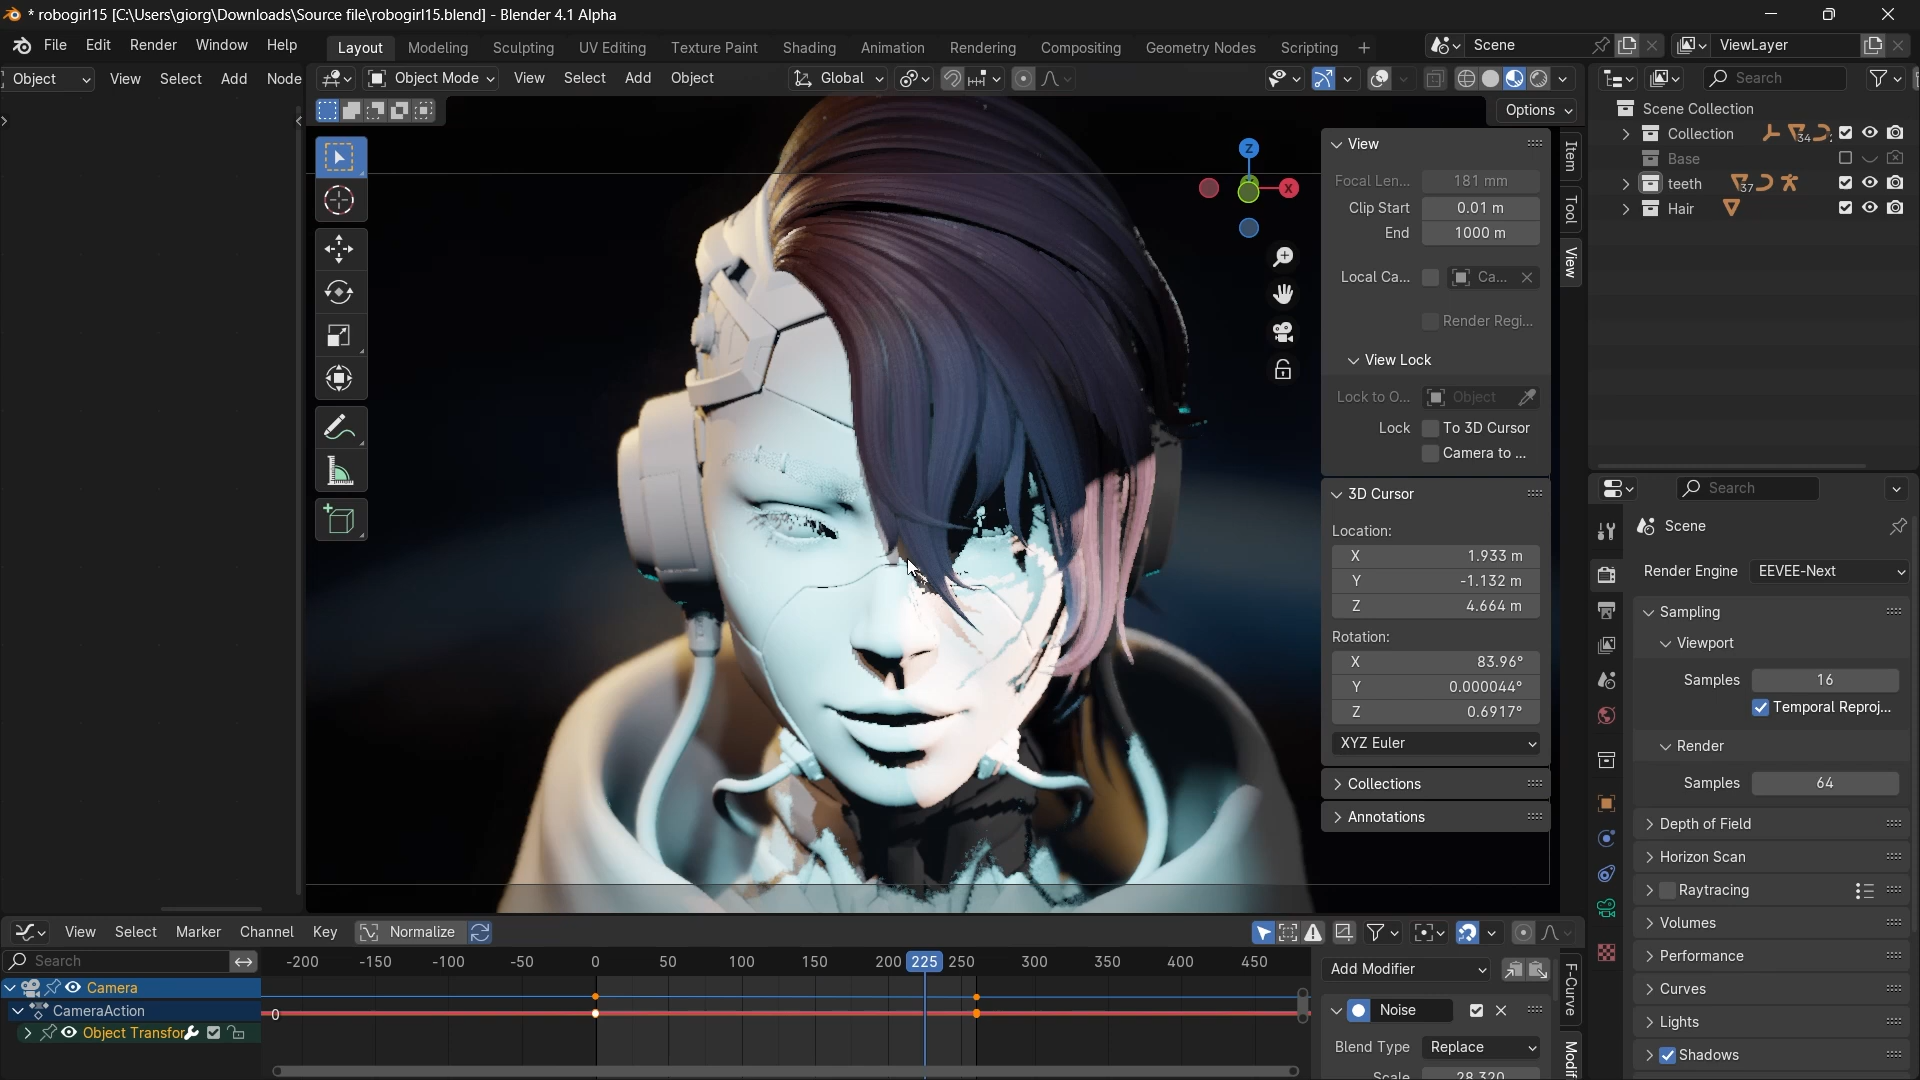 * robogirl15 [C:\Users\giorg\Downloads\Source file\robogirl15.blend] - Blender 4.1 Alpha
File Edit Render Window Help
Layout Modeling Sculpting UV Editing Texture Paint Shading Animation Rendering Compositing Geometry Nodes Scripting +
Scene
ViewLayer
Object View Select Add Node
Object Mode View Select Add Object
Global
Search
Options
Z
X
View
Focal Len... 181 mm
Clip Start 0.01 m
End 1000 m
Local Ca... Ca...
Render Regi...
View Lock
Lock to O... Object
Lock To 3D Cursor
Camera to ...
3D Cursor
Location:
X 1.933 m
Y -1.132 m
Z 4.664 m
Rotation:
X 83.96°
Y 0.000044°
Z 0.6917°
XYZ Euler
Collections
Annotations
Item
Tool
View
Scene Collection
Collection 34
Base
teeth 37
Hair
Search
Scene
Render Engine EEVEE-Next
Sampling
Viewport
Samples 16
Temporal Reproj...
Render
Samples 64
Depth of Field
Horizon Scan
Raytracing
Volumes
Performance
Curves
Lights
Shadows
View Select Marker Channel Key Normalize
Search
-200 -150 -100 -50 0 50 100 150 200 225 250 300 350 400 450
Camera
CameraAction
Object Transfor
0
Add Modifier
Noise
Blend Type Replace
Scale 28.320
F-Curve
Modif